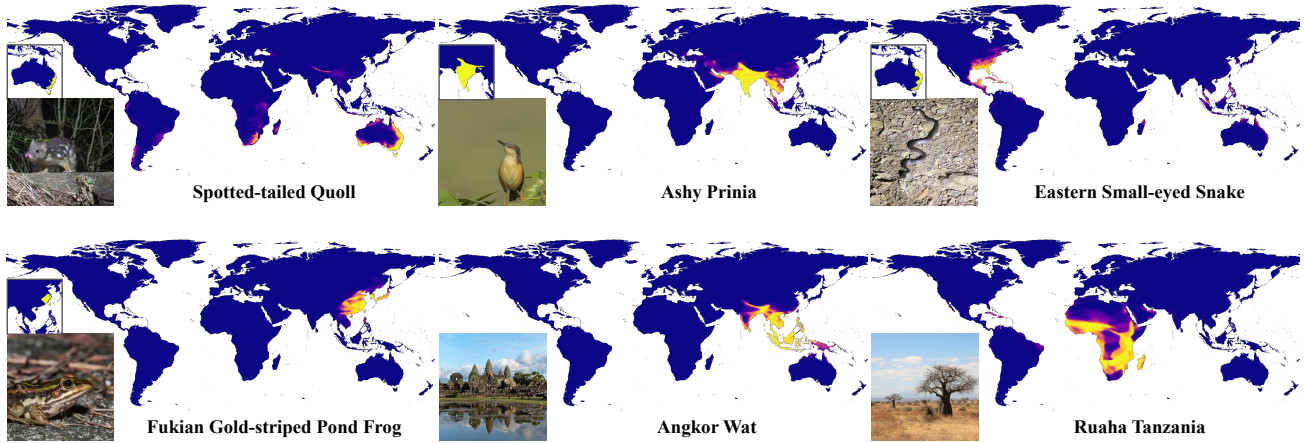 Spotted-tailed Quoll
Ashy Prinia
Eastern Small-eyed Snake
Fukian Gold-striped Pond Frog
Angkor Wat
Ruaha Tanzania